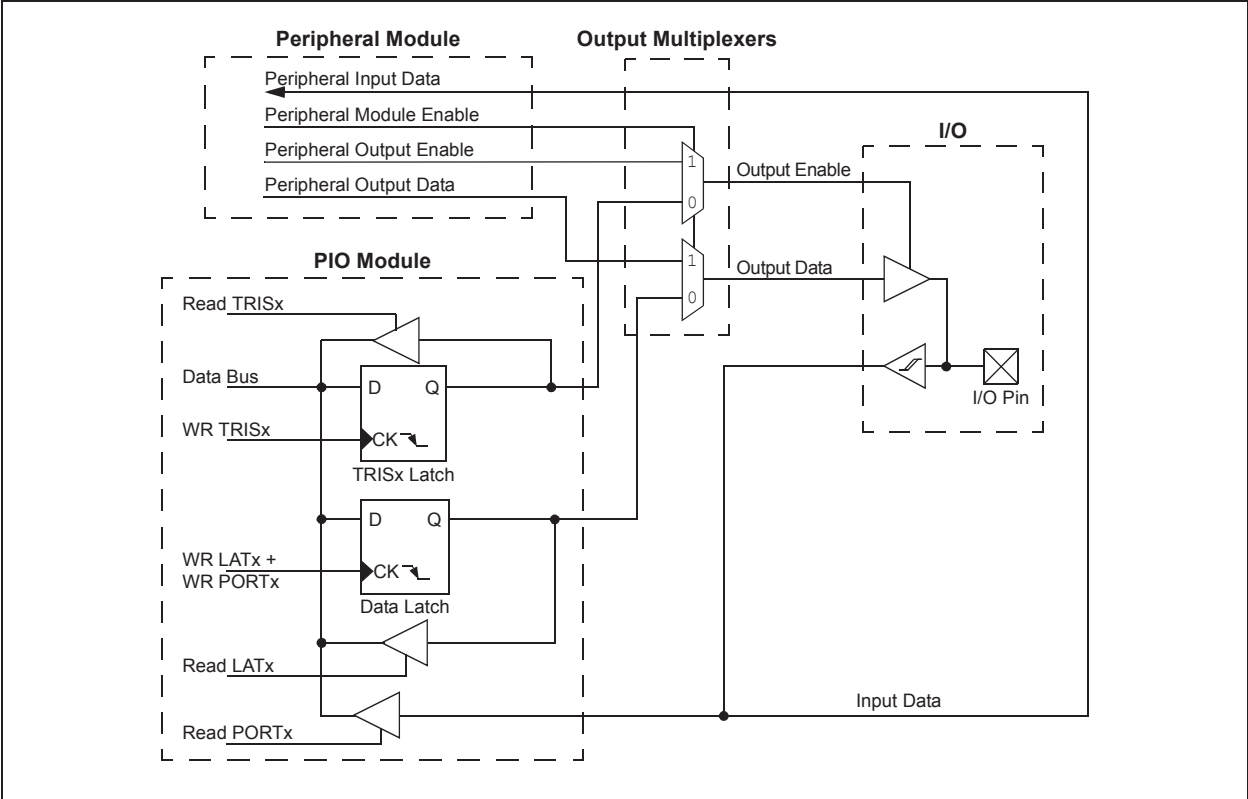 Peripheral Module
Output Multiplexers
Peripheral Input Data
Peripheral Module Enable
Peripheral Output Enable
Peripheral Output Data
1
0
Output Enable
1
0
Output Data
I/O
I/O Pin
PIO Module
Read TRISx
Data Bus
D
Q
WR TRISx
CK
TRISx Latch
D
Q
WR LATx +
WR PORTx
CK
Data Latch
Read LATx
Read PORTx
Input Data